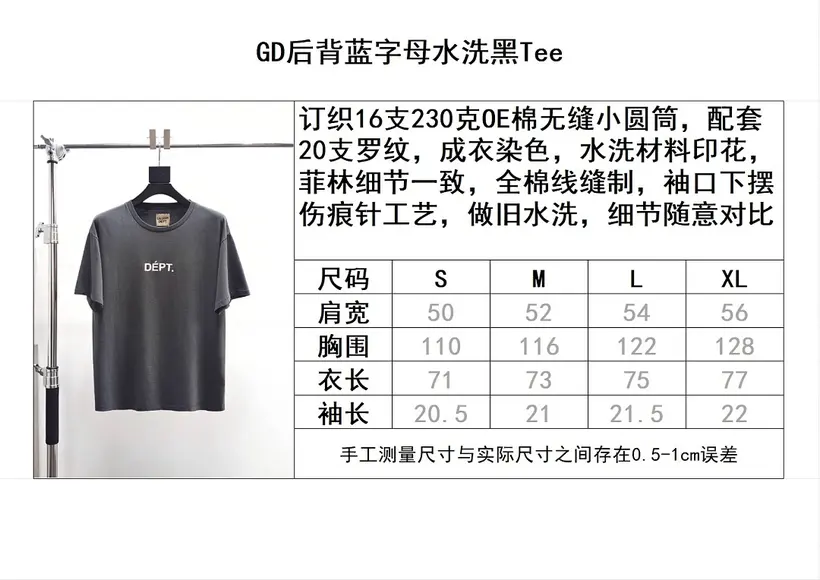 GD后背蓝字母水洗黑Tee
订织16支230克OE棉无缝小圆筒，配套
20支罗纹，成衣染色，水洗材料印花，
菲林细节一致，全棉线缝制，袖口下摆
伤痕针工艺，做旧水洗，细节随意对比
DÉPT.
尺码 S M L XL
肩宽 50 52 54 56
胸围 110 116 122 128
衣长 71 73 75 77
袖长 20.5 21 21.5 22
手工测量尺寸与实际尺寸之间存在0.5-1cm误差